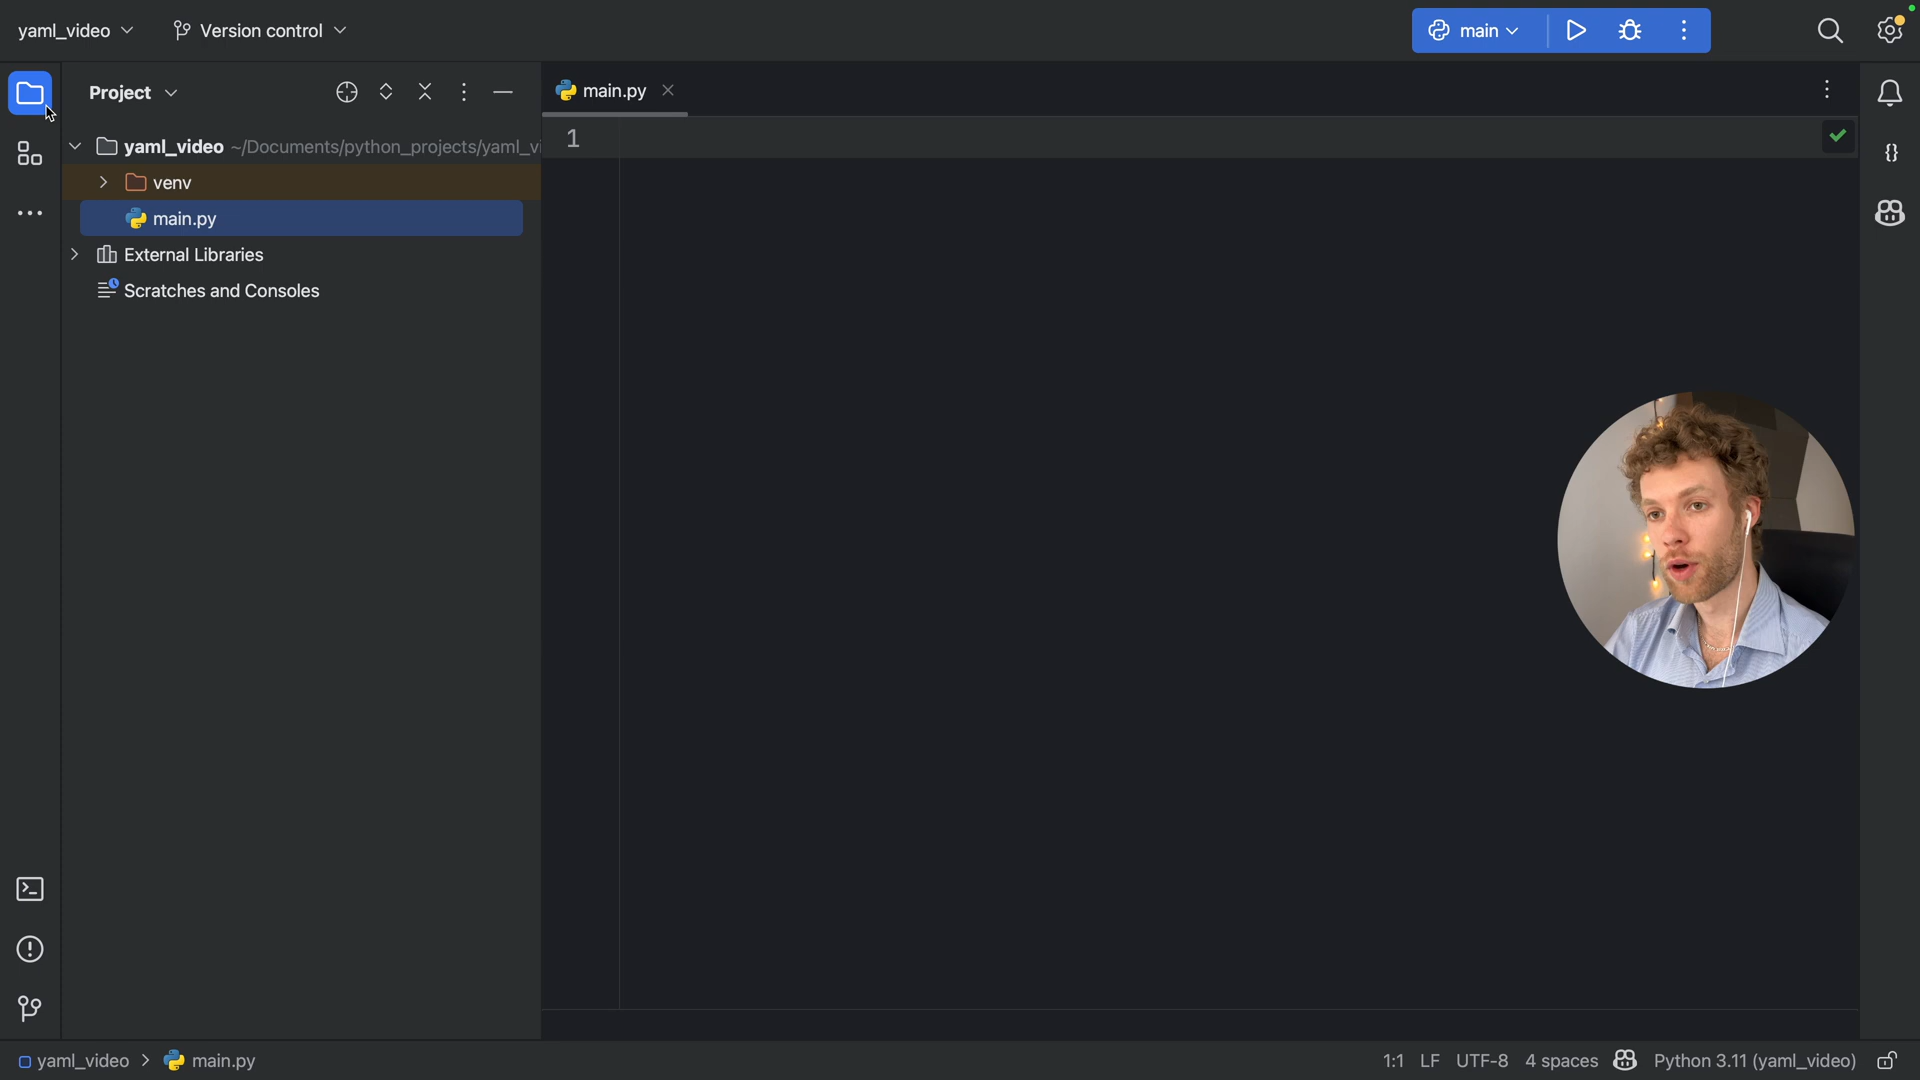 yaml_video
Version control
main
Project
main.py
1
yaml_video ~/Documents/python_projects/yaml_vi
venv
main.py
External Libraries
Scratches and Consoles
yaml_video > main.py
1:1 LF UTF-8 4 spaces Python 3.11 (yaml_video)